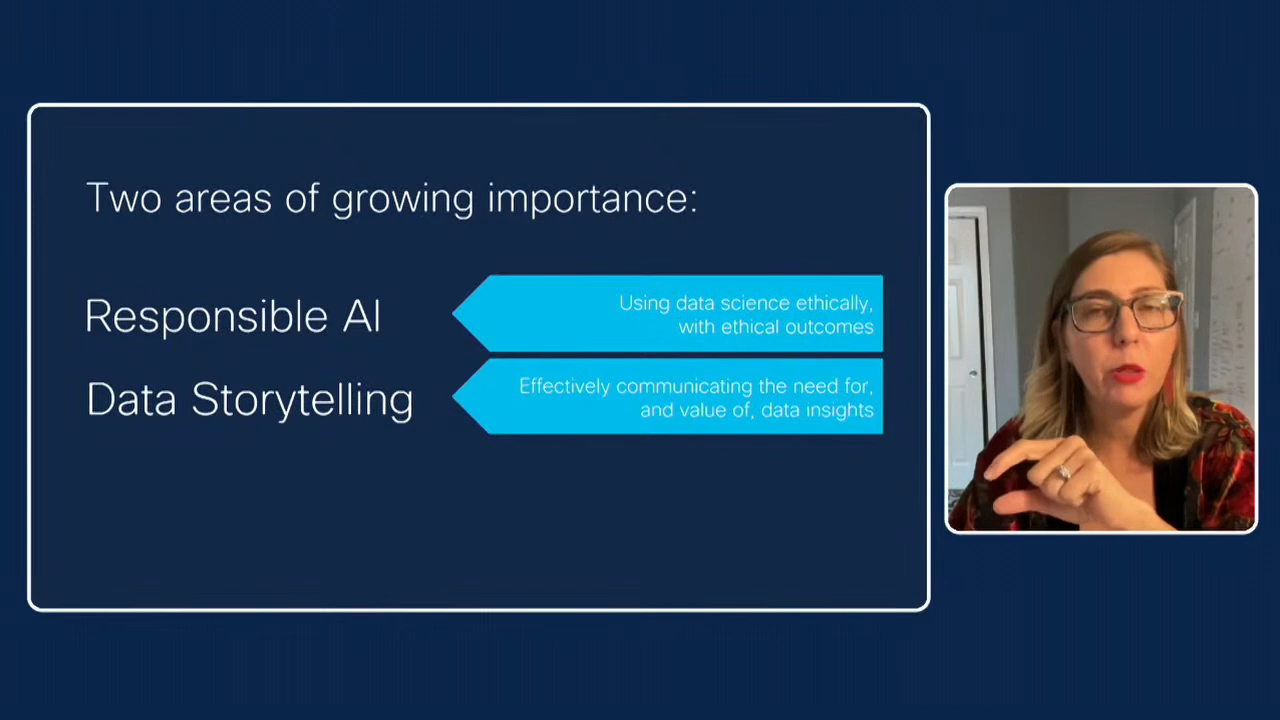 Two areas of growing importance:
Responsible AI
Using data science ethically,
with ethical outcomes
Data Storytelling
Effectively communicating the need for,
and value of, data insights